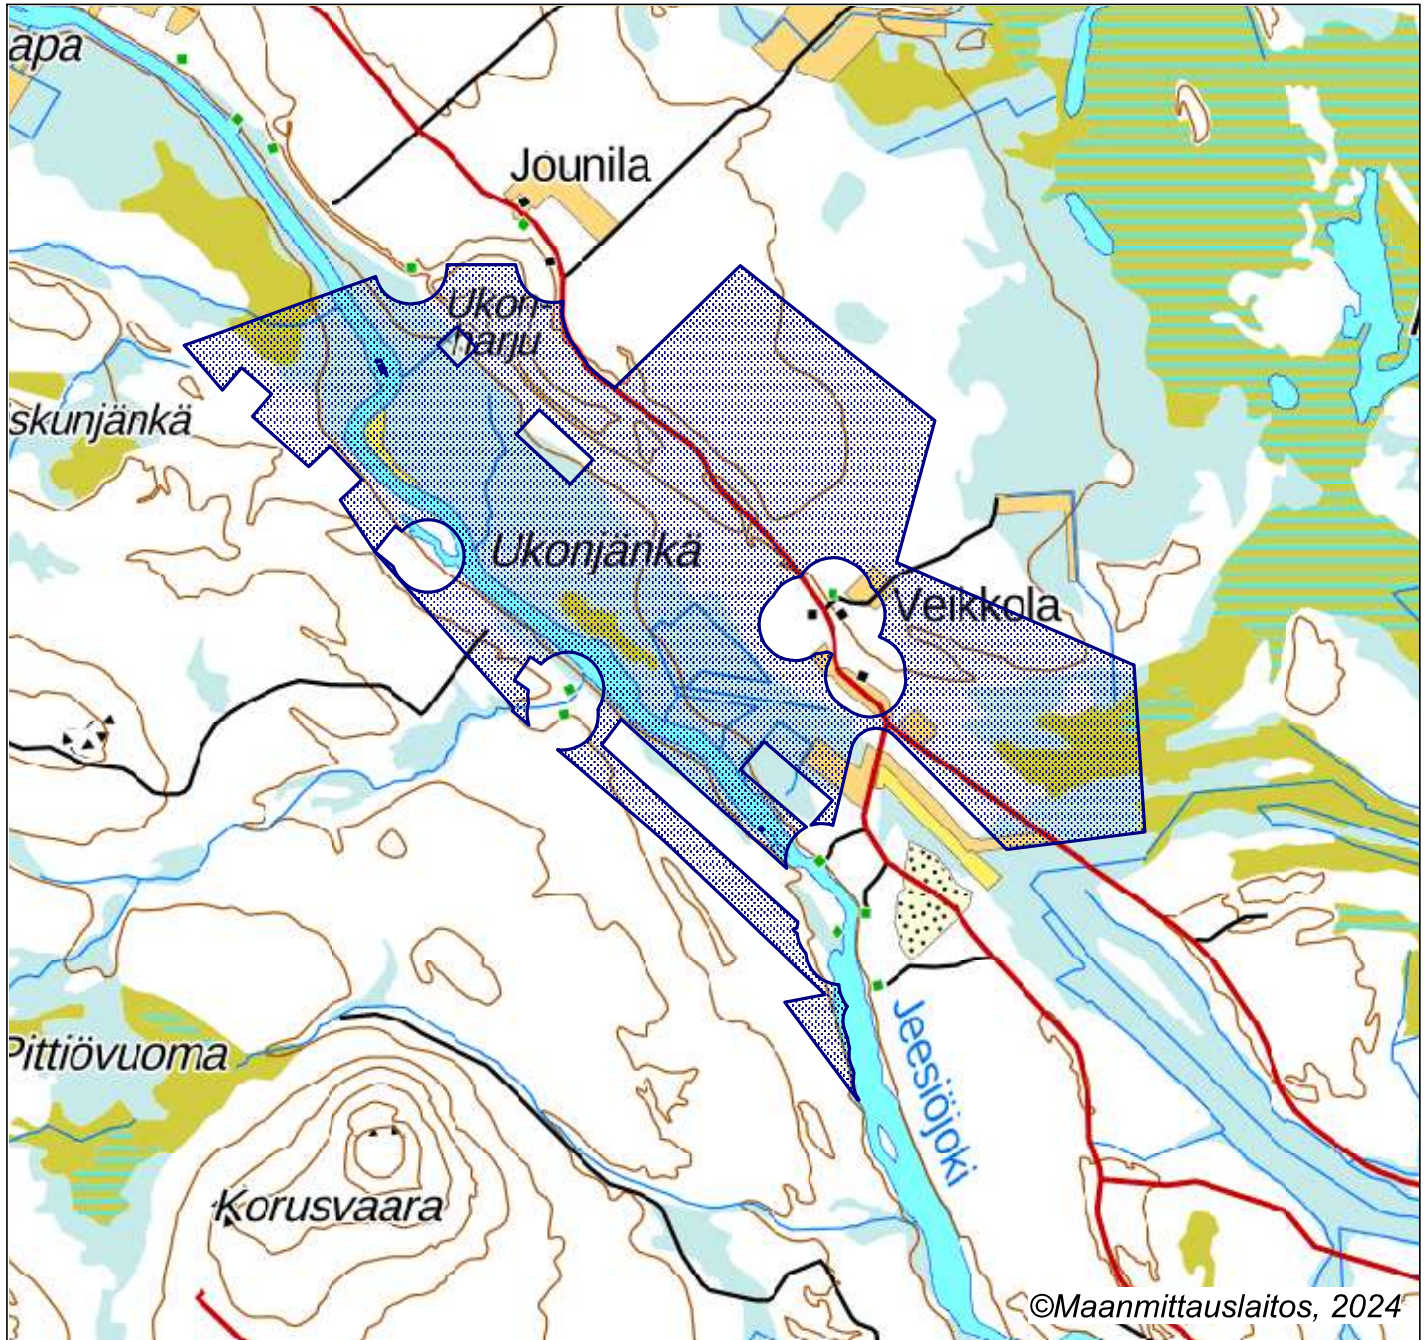 apa
Jounila
Ukon-
harju
skunjänkä
Ukonjänkä
Veikkola
Jeesiöjoki
Pittiövuoma
Korusvaara
©Maanmittauslaitos, 2024